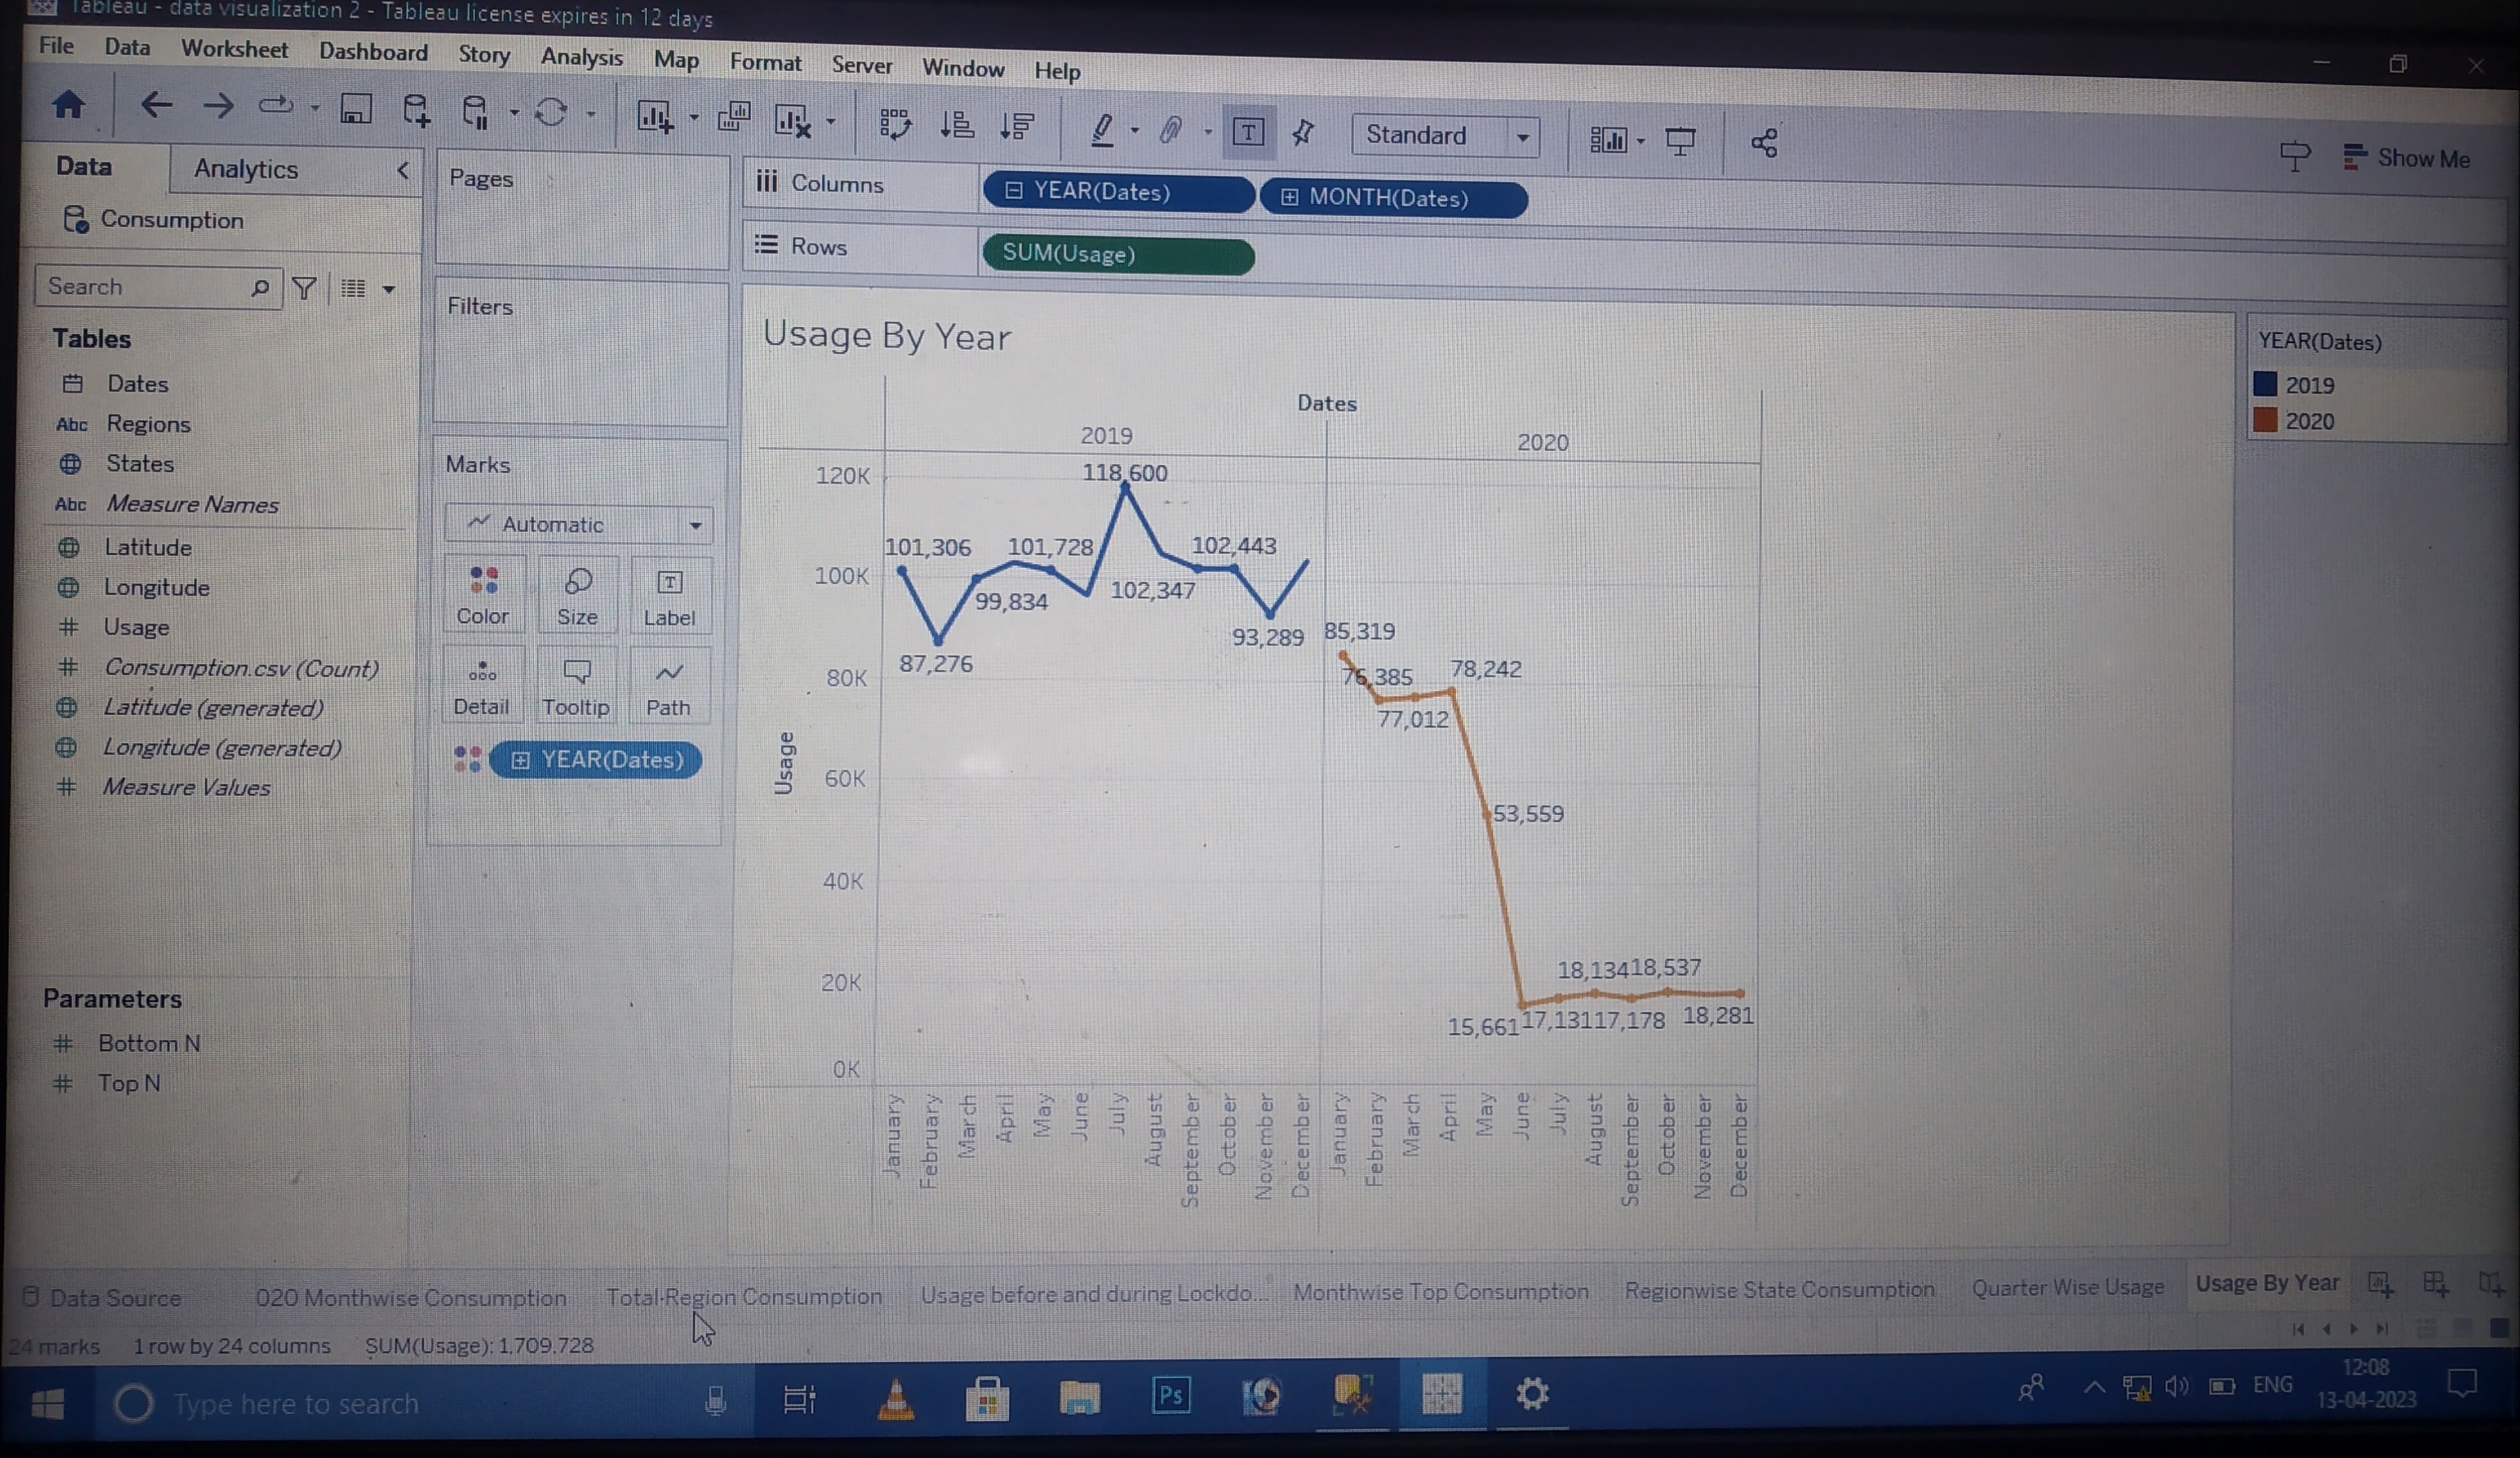 Tableau - data visualization 2 - Tableau license expires in 12 days
File Data Worksheet Dashboard Story Analysis Map Format Server Window Help
Standard
Show Me
Data Analytics
Consumption
Search
Tables
Dates
Abc Regions
States
Abc Measure Names
Latitude
Longitude
# Usage
# Consumption.csv (Count)
Latitude (generated)
Longitude (generated)
# Measure Values
Parameters
# Bottom N
# Top N
Pages
Filters
Marks
Automatic
Color Size Label
Detail Tooltip Path
YEAR(Dates)
Columns YEAR(Dates) MONTH(Dates)
Rows SUM(Usage)
Usage By Year
Dates
2019 2020
120K
100K
80K
60K
40K
20K
0K
Usage
118,600
101,306 101,728 102,443
99,834 102,347
87,276 93,289
85,319
76,385 78,242
77,012
53,559
18,134 18,537
15,661 17,131 17,178 18,281
January February March April May June July August September October November December
January February March April May June July August September October November December
YEAR(Dates)
2019
2020
Data Source 020 Monthwise Consumption Total-Region Consumption Usage before and during Lockdo... Monthwise Top Consumption Regionwise State Consumption Quarter Wise Usage Usage By Year
24 marks 1 row by 24 columns SUM(Usage): 1,709,728
Type here to search
Ps
ENG
12:08
13-04-2023